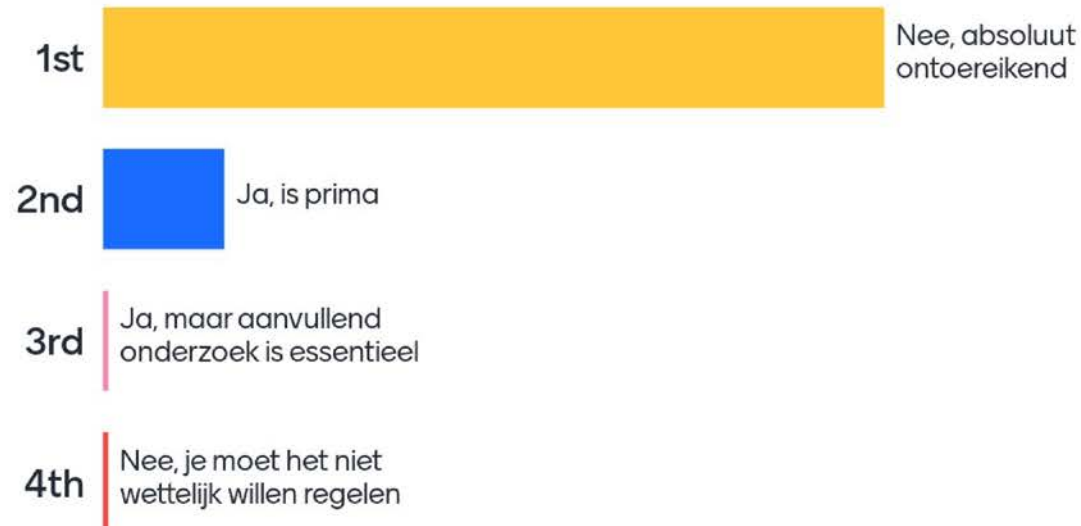 1st
Nee, absoluut
ontoereikend
2nd
Ja, is prima
3rd
Ja, maar aanvullend
onderzoek is essentieel
4th
Nee, je moet het niet
wettelijk willen regelen